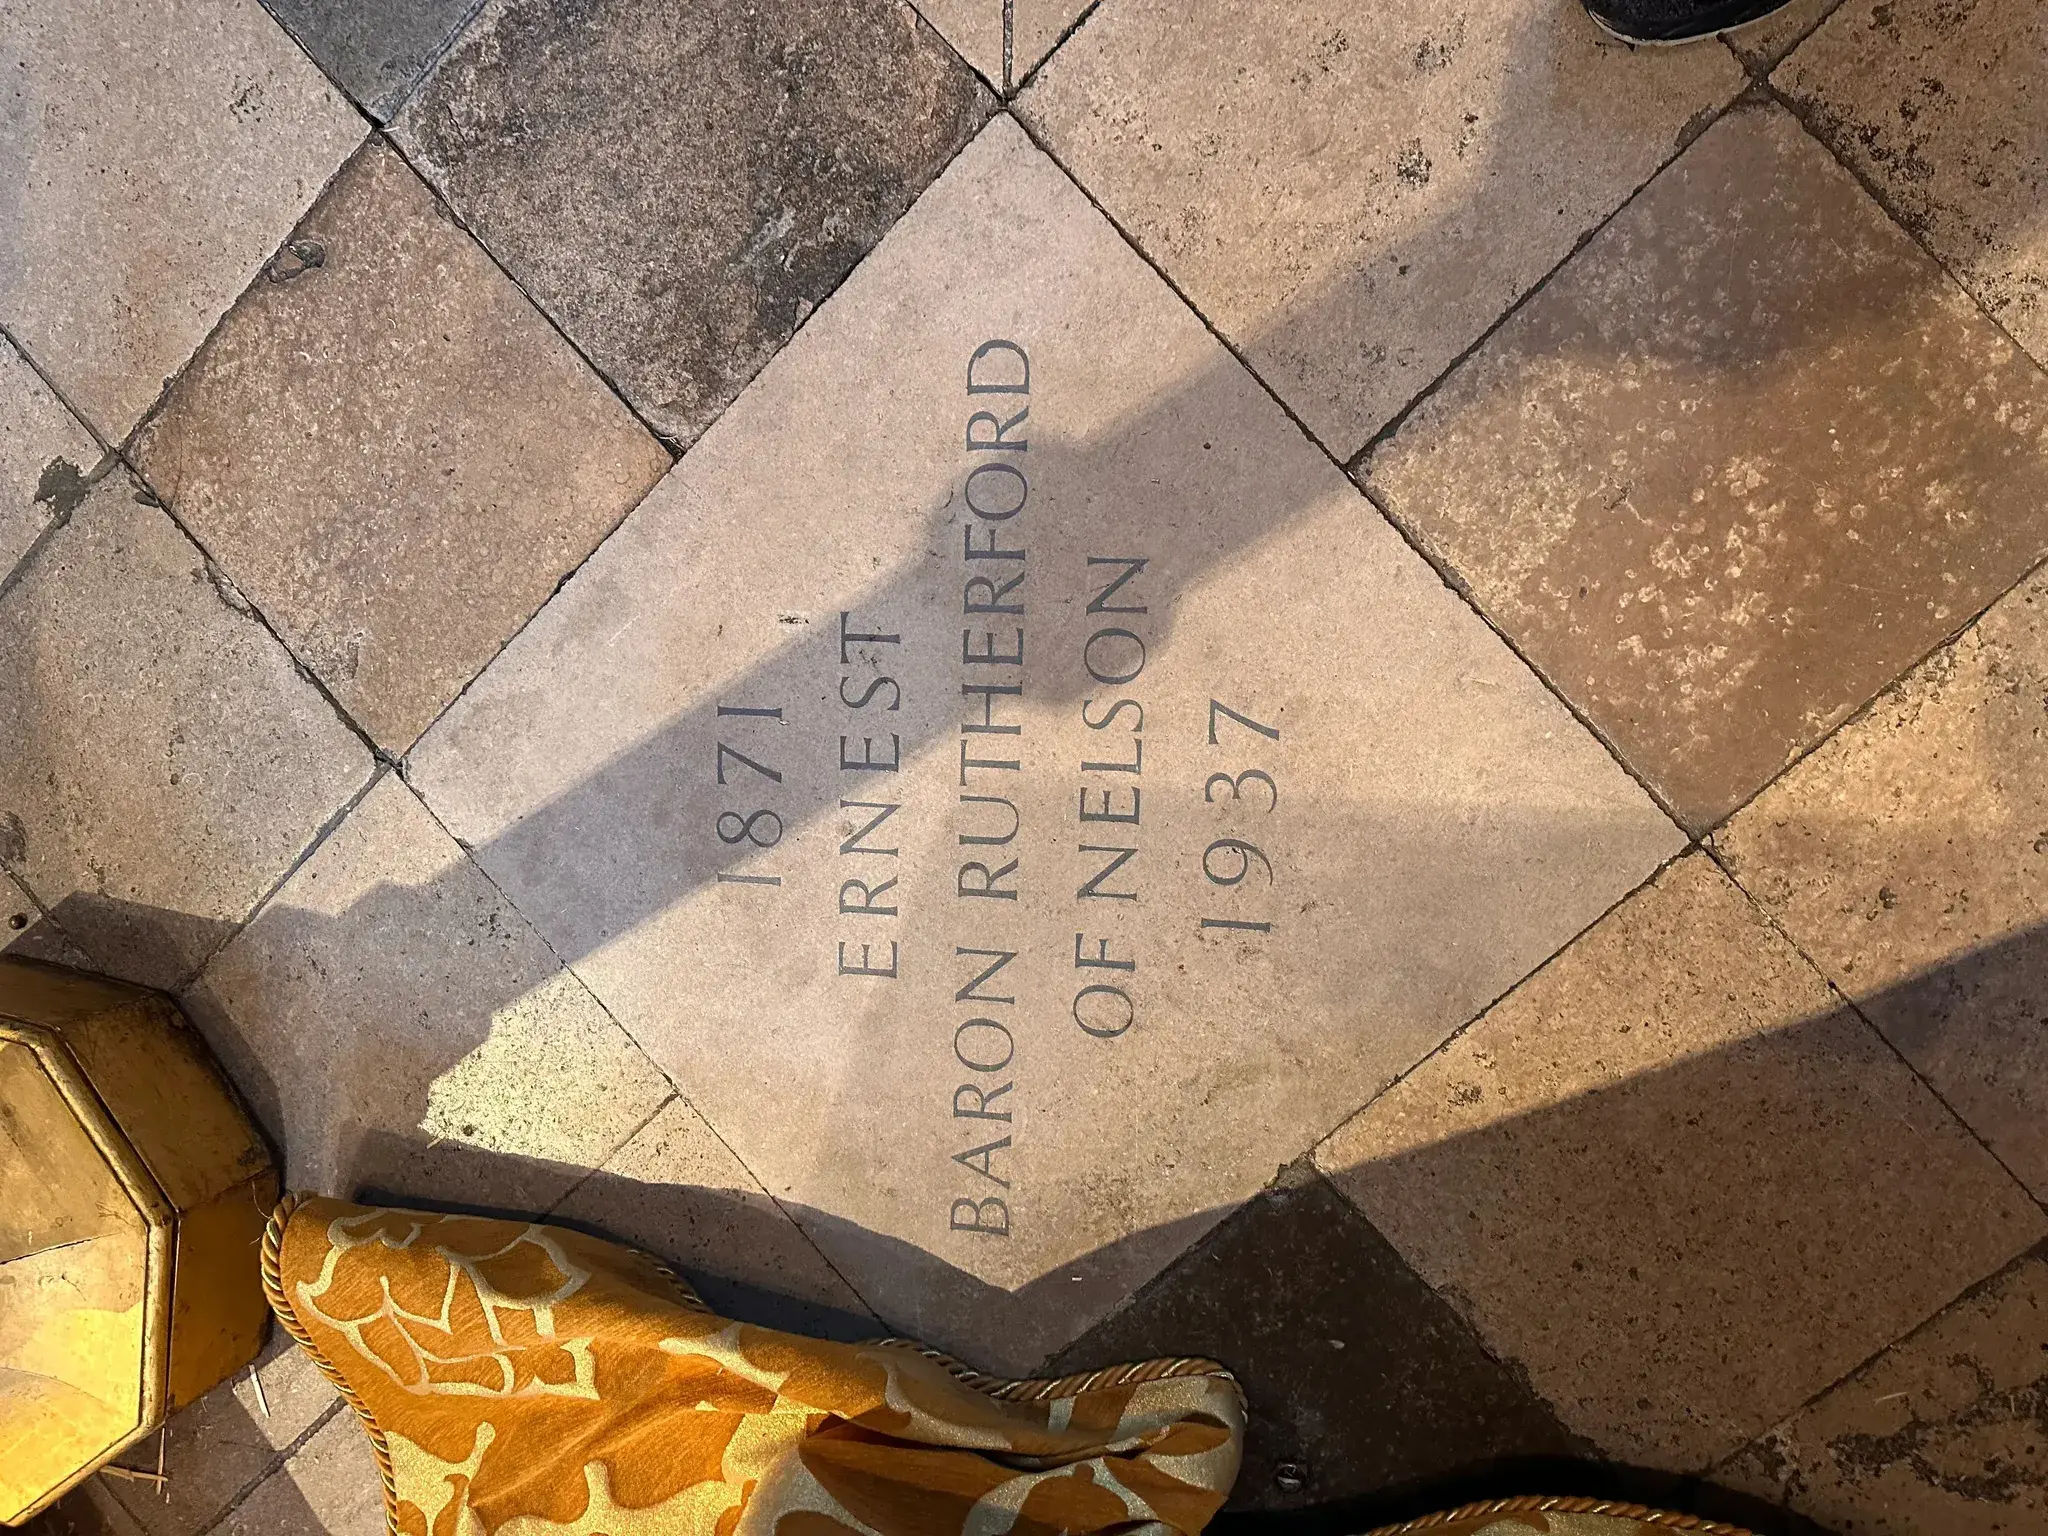 1871
ERNEST
BARON RUTHERFORD
OF NELSON
1937